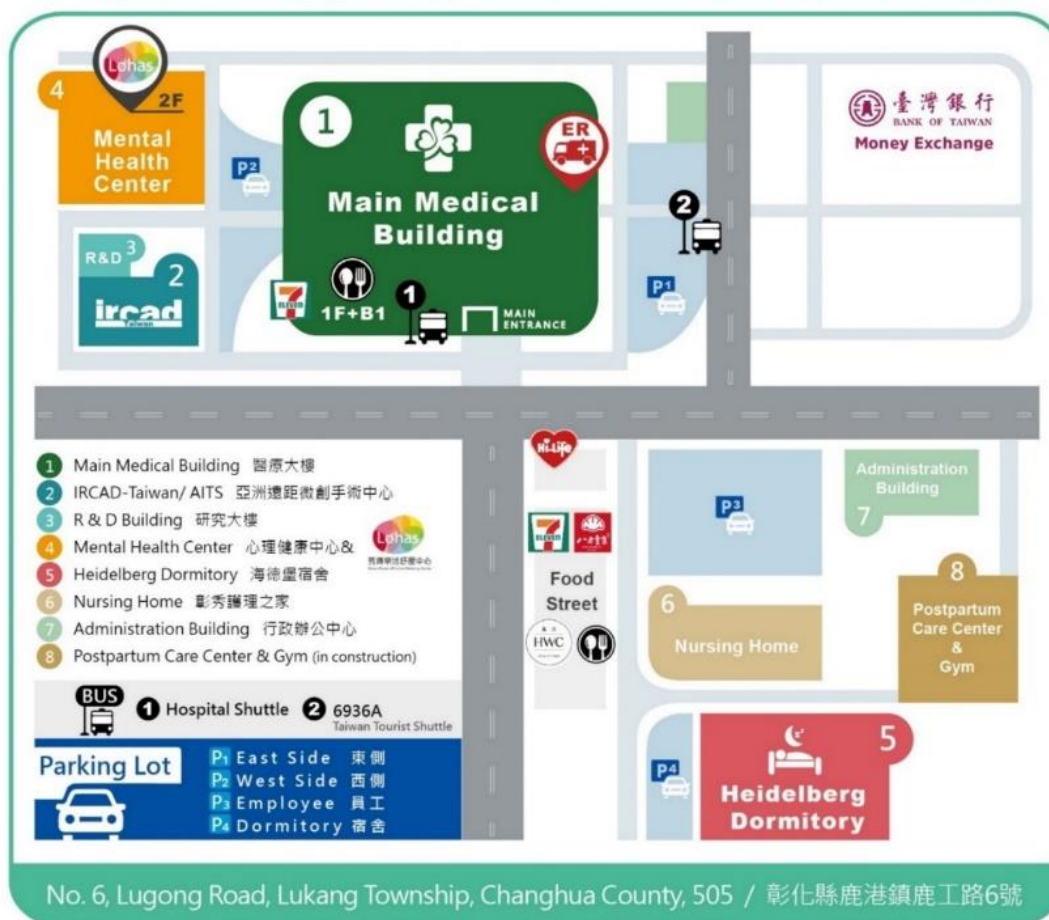 Lohas
2F
4
Mental
Health
Center
P2
1
ER
Main Medical
Building
7
ELEVEN
1F+B1
1
MAIN
ENTRANCE
2
P1
臺灣銀行
BANK OF TAIWAN
Money Exchange
R&D 3
2
ircad
Taiwan
1 Main Medical Building 醫療大樓
2 IRCAD-Taiwan/ AITS 亞洲遠距微創手術中心
3 R & D Building 研究大樓
4 Mental Health Center 心理健康中心&
Lohas
5 Heidelberg Dormitory 海德堡宿舍
6 Nursing Home 彰秀護理之家
7 Administration Building 行政辦公中心
8 Postpartum Care Center & Gym (in construction)
BUS
1 Hospital Shuttle 2 6936A
Taiwan Tourist Shuttle
Parking Lot
P1 East Side 東側
P2 West Side 西側
P3 Employee 員工
P4 Dormitory 宿舍
Hi-Life
7
ELEVEN
Food
Street
HWC
P3
Administration
Building
7
6
Nursing Home
8
Postpartum
Care Center
&
Gym
P4
5
Heidelberg
Dormitory
No. 6, Lugong Road, Lukang Township, Changhua County, 505 / 彰化縣鹿港鎮鹿工路6號